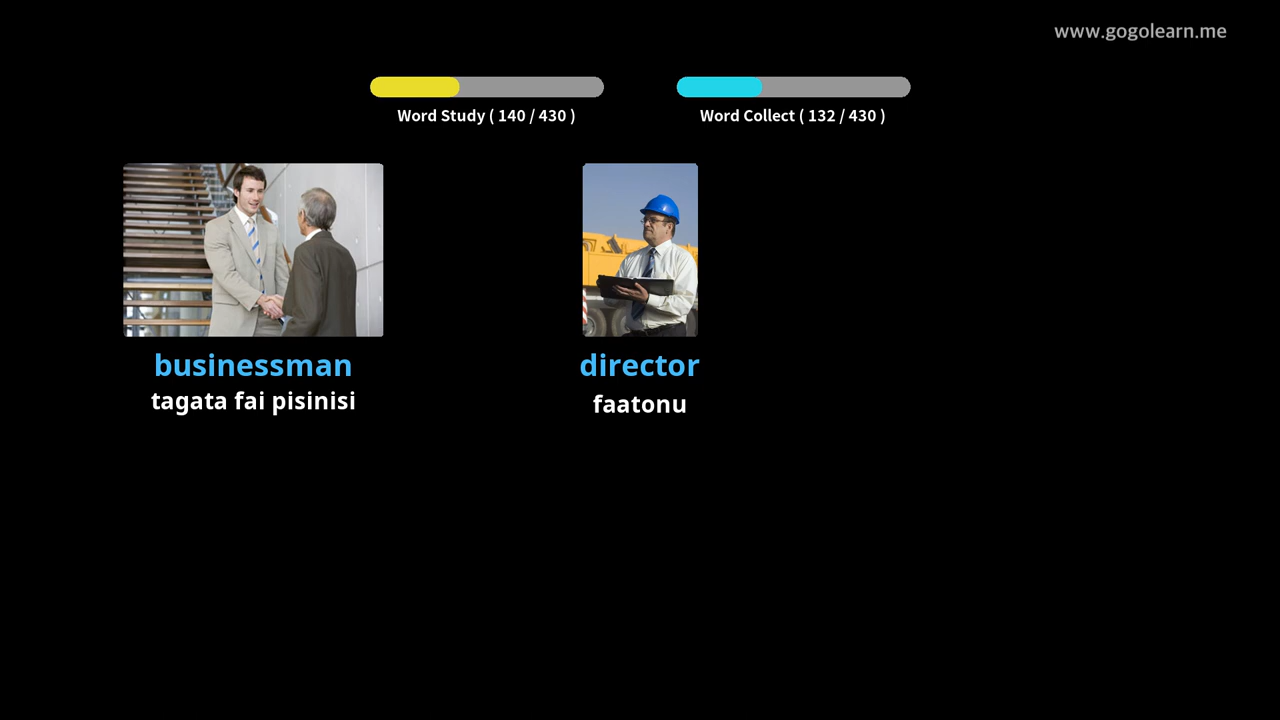 www.gogolearn.me
Word Study ( 140 / 430 )
Word Collect ( 132 / 430 )
businessman
tagata fai pisinisi
director
faatonu